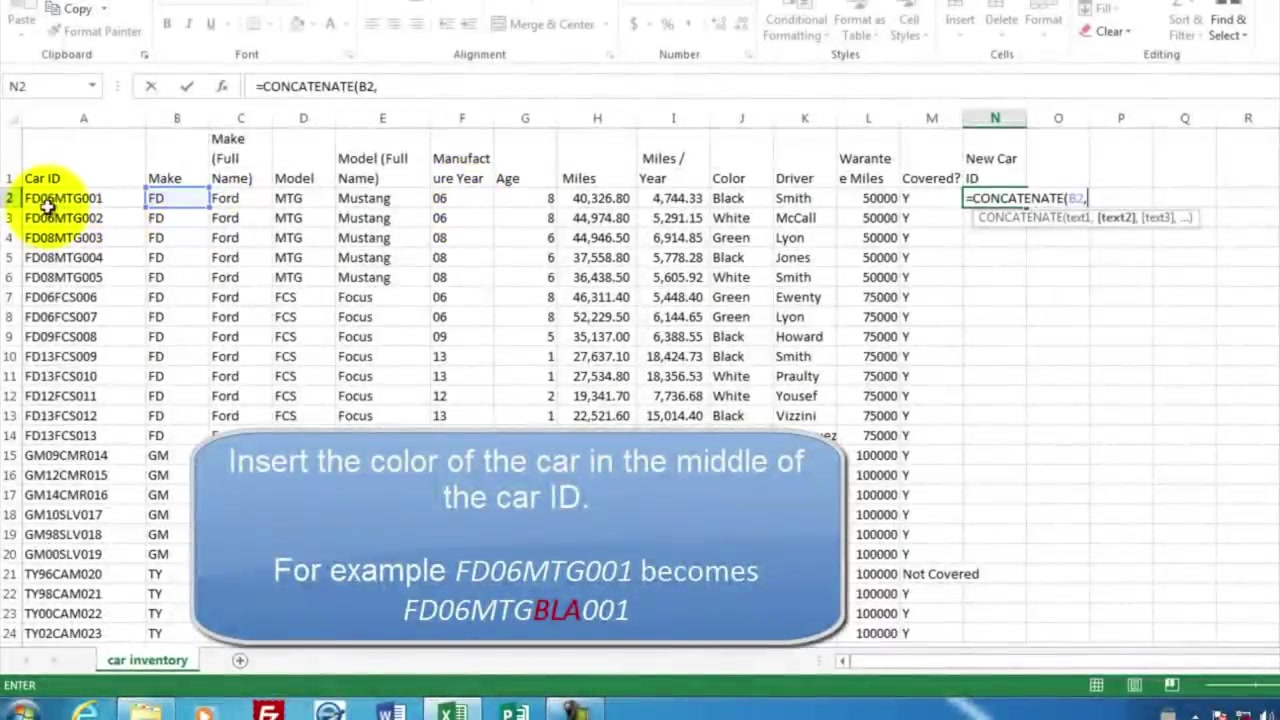 Copy
Paste
Format Painter
B I U
Merge & Center
$ %
Conditional Formatting
Format as Table
Cell Styles
Insert Delete Format
Fill
Clear
Sort & Filter
Find & Select
Clipboard Font Alignment Number Styles Cells Editing
N2 fx =CONCATENATE(B2,
A B C D E F G H I J K L M N O P Q R
1 Car ID Make Make (Full Name) Model Model (Full Name) Manufacture Year Age Miles Miles / Year Color Driver Warantee Miles Covered? New Car ID
2 FD06MTG001 FD Ford MTG Mustang 06 8 40,326.80 4,744.33 Black Smith 50000 Y =CONCATENATE(B2,
CONCATENATE(text1, [text2], [text3], ...)
3 FD06MTG002 FD Ford MTG Mustang 06 8 44,974.80 5,291.15 White McCall 50000 Y
4 FD08MTG003 FD Ford MTG Mustang 08 6 44,946.50 6,914.85 Green Lyon 50000 Y
5 FD08MTG004 FD Ford MTG Mustang 08 6 37,558.80 5,778.28 Black Jones 50000 Y
6 FD08MTG005 FD Ford MTG Mustang 08 6 36,438.50 5,605.92 White Smith 50000 Y
7 FD06FCS006 FD Ford FCS Focus 06 8 46,311.40 5,448.40 Green Ewenty 75000 Y
8 FD06FCS007 FD Ford FCS Focus 06 8 52,229.50 6,144.65 Green Lyon 75000 Y
9 FD09FCS008 FD Ford FCS Focus 09 5 35,137.00 6,388.55 Black Howard 75000 Y
10 FD13FCS009 FD Ford FCS Focus 13 1 27,637.10 18,424.73 Black Smith 75000 Y
11 FD13FCS010 FD Ford FCS Focus 13 1 27,534.80 18,356.53 White Praulty 75000 Y
12 FD12FCS011 FD Ford FCS Focus 12 2 19,341.70 7,736.68 White Yousef 75000 Y
13 FD13FCS012 FD Ford FCS Focus 13 1 22,521.60 15,014.40 Black Vizzini 75000 Y
14 FD13FCS013 FD 75000 Y
15 GM09CMR014 GM 100000 Y
16 GM12CMR015 GM 100000 Y
17 GM14CMR016 GM 100000 Y
18 GM10SLV017 GM 100000 Y
19 GM98SLV018 GM 100000 Y
20 GM00SLV019 GM 100000 Y
21 TY96CAM020 TY 100000 Not Covered
22 TY98CAM021 TY 100000 Y
23 TY00CAM022 TY 100000 Y
24 TY02CAM023 TY 100000 Y
Insert the color of the car in the middle of
the car ID.
For example FD06MTG001 becomes
FD06MTGBLA001
car inventory
ENTER